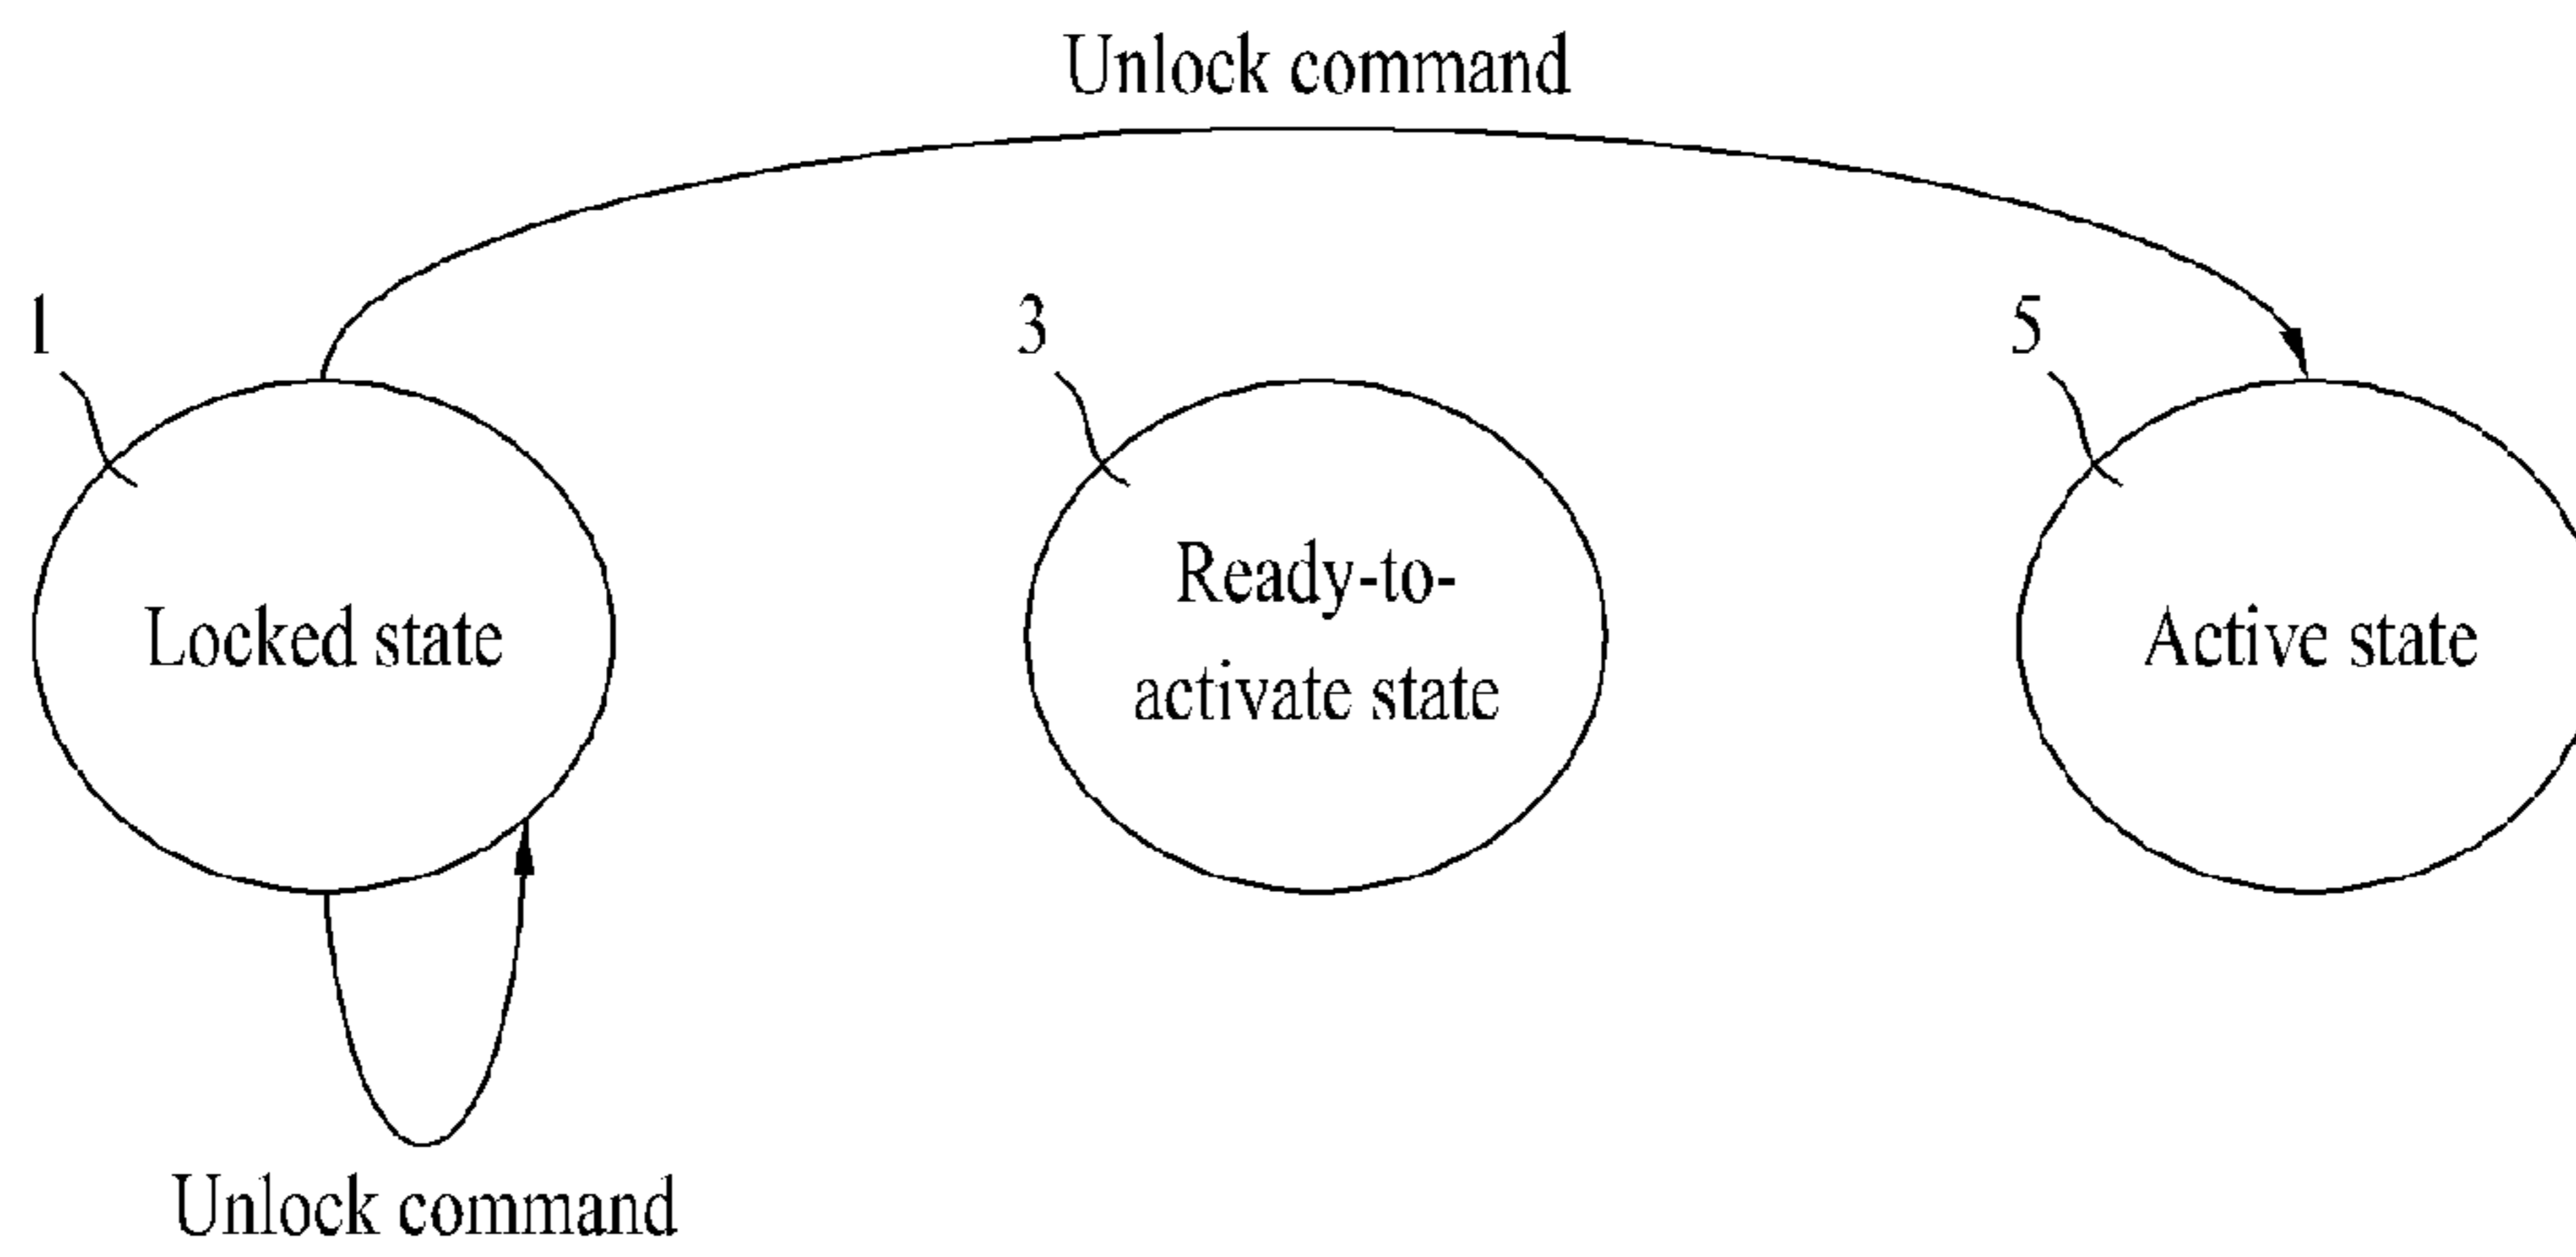 Unlock command
1
3
5
Locked state
Ready-to-
activate state
Active state
Unlock command